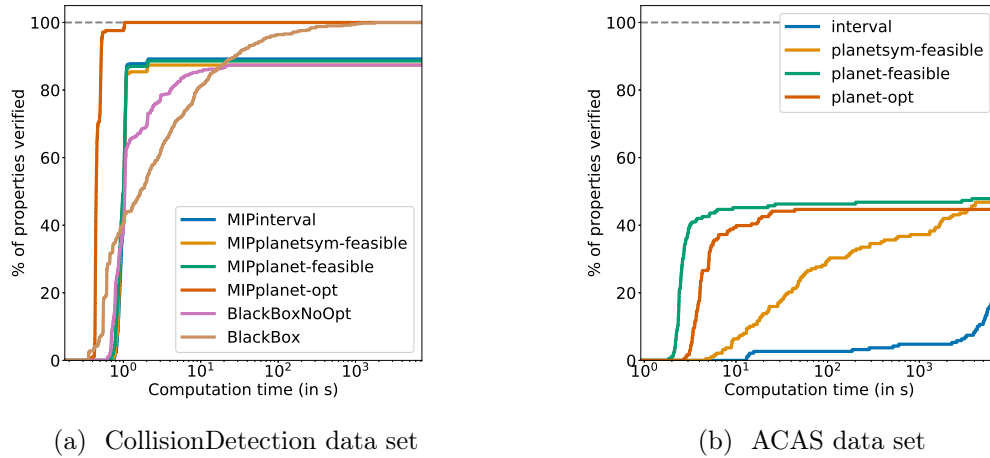 100
80
60
40
20
0
% of properties verified
10^0
10^1
10^2
10^3
Computation time (in s)
MIPinterval
MIPplanetsym-feasible
MIPplanet-feasible
MIPplanet-opt
BlackBoxNoOpt
BlackBox
(a) CollisionDetection data set
100
80
60
40
20
0
% of properties verified
10^0
10^1
10^2
10^3
Computation time (in s)
interval
planetsym-feasible
planet-feasible
planet-opt
(b) ACAS data set